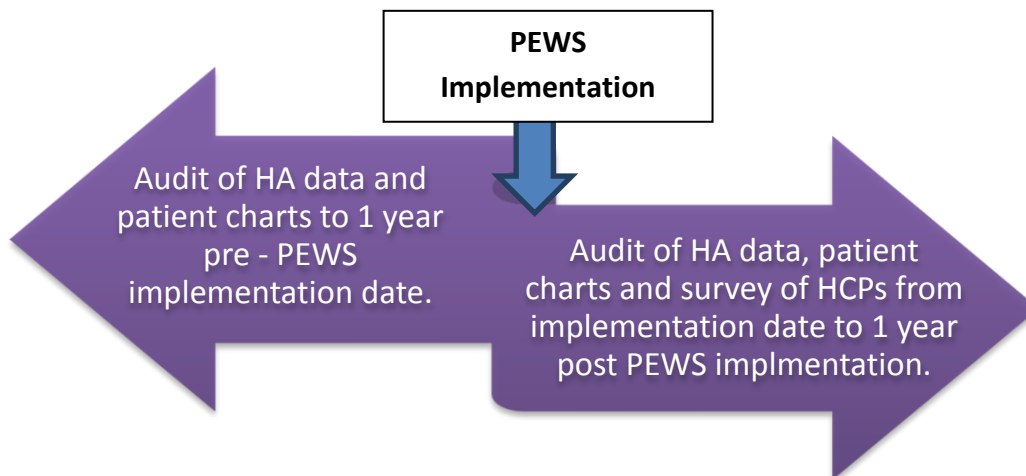 PEWS
Implementation
Audit of HA data and
patient charts to 1 year
pre - PEWS
implementation date.
Audit of HA data, patient
charts and survey of HCPs from
implementation date to 1 year
post PEWS implmentation.